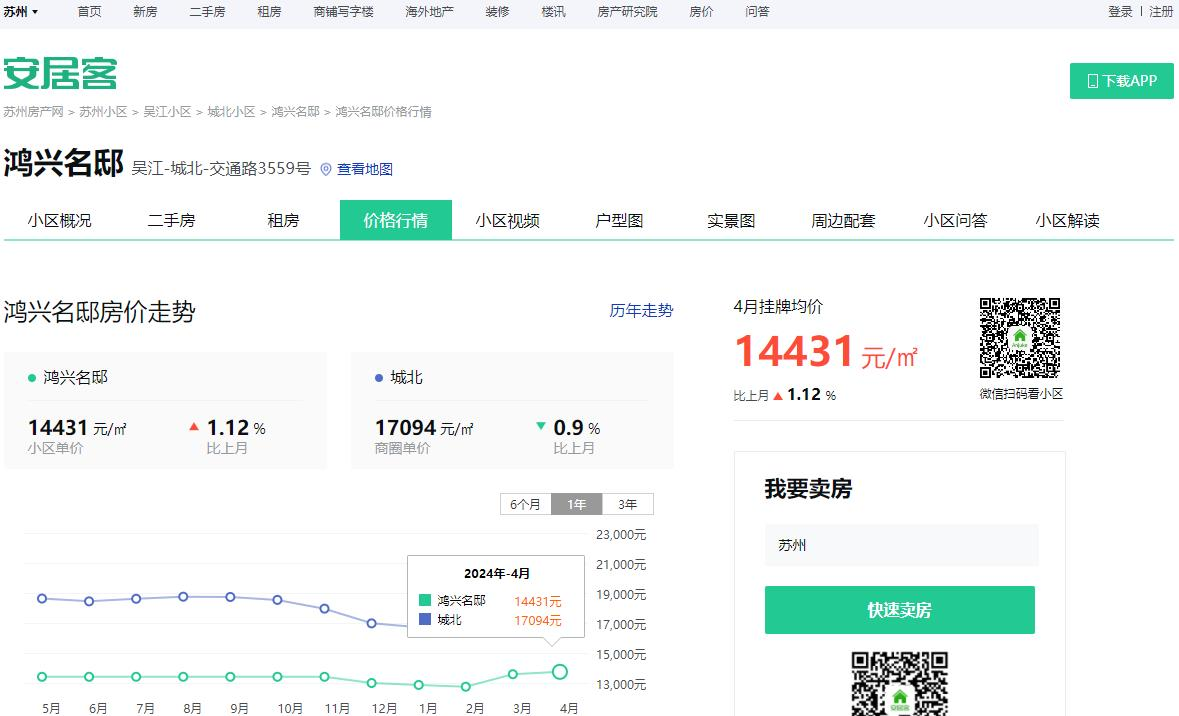 苏州 首页 新房 二手房 租房 商铺写字楼 海外地产 装修 楼讯 房产研究院 房价 问答 登录 | 注册
安居客
下载APP
苏州房产网 > 苏州小区 > 吴江小区 > 城北小区 > 鸿兴名邸 > 鸿兴名邸价格行情
鸿兴名邸 吴江-城北-交通路3559号 查看地图
小区概况 二手房 租房 价格行情 小区视频 户型图 实景图 周边配套 小区问答 小区解读
鸿兴名邸房价走势 历年走势
鸿兴名邸
14431 元/㎡ 1.12 %
小区单价 比上月
城北
17094 元/㎡ 0.9 %
商圈单价 比上月
6个月 1年 3年
23,000元
21,000元
19,000元
17,000元
15,000元
13,000元
2024年-4月
鸿兴名邸 14431元
城北 17094元
5月 6月 7月 8月 9月 10月 11月 12月 1月 2月 3月 4月
4月挂牌均价
14431 元/㎡
比上月 1.12 %
Anjuke
微信扫码看小区
我要卖房
苏州
快速卖房
安居客